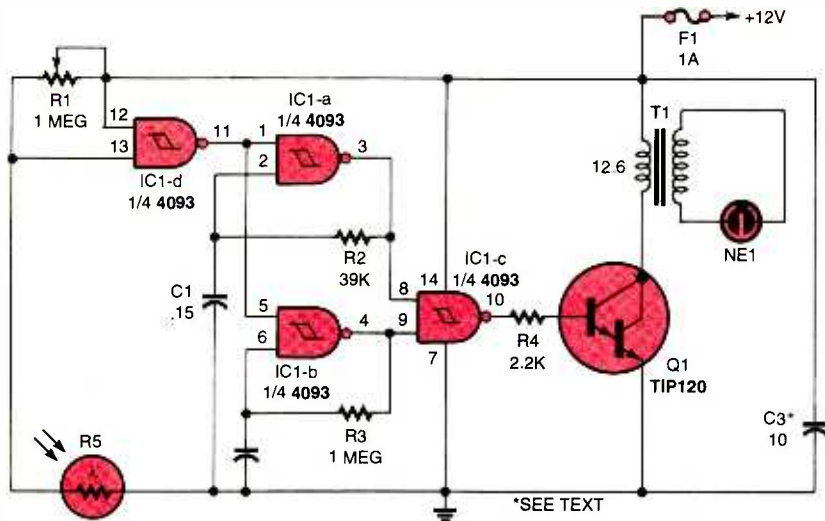 +12V
F1
1A
R1
1 MEG
12
13
11
IC1-d
1/4 4093
IC1-a
1/4 4093
1
2
3
T1
12.6
NE1
R2
39K
C1
.15
5
6
4
IC1-b
1/4 4093
IC1-c
1/4 4093
14
8
9
10
7
R4
2.2K
Q1
TIP120
R3
1 MEG
R5
C3*
10
*SEE TEXT